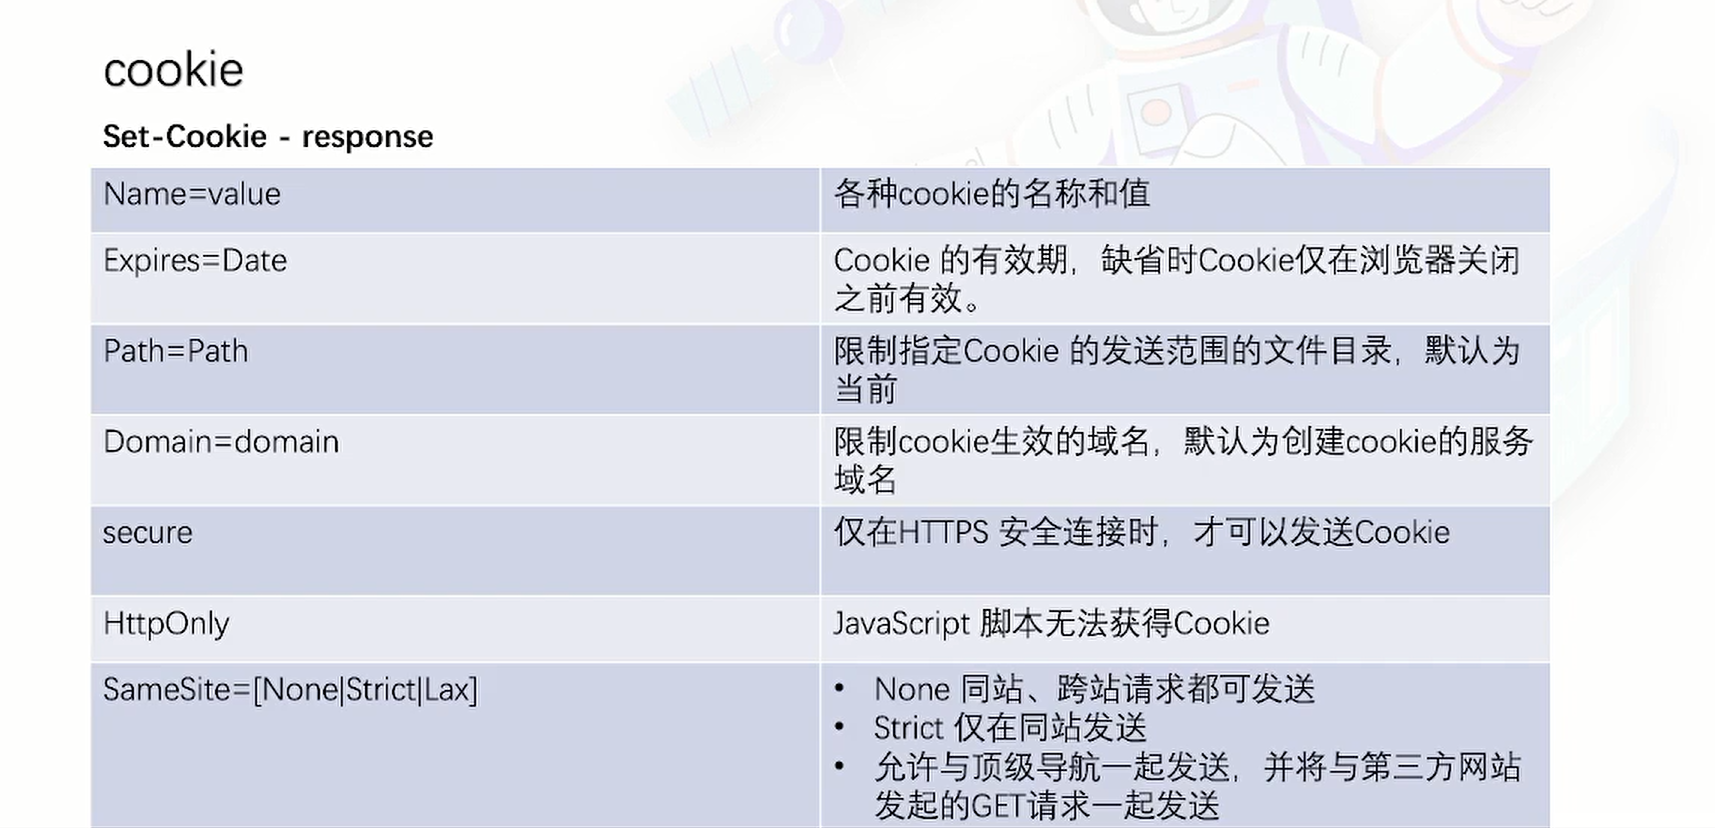 cookie
Set-Cookie - response
Name=value
各种cookie的名称和值
Expires=Date
Cookie 的有效期，缺省时Cookie仅在浏览器关闭
之前有效。
Path=Path
限制指定Cookie 的发送范围的文件目录，默认为
当前
Domain=domain
限制cookie生效的域名，默认为创建cookie的服务
域名
secure
仅在HTTPS 安全连接时，才可以发送Cookie
HttpOnly
JavaScript 脚本无法获得Cookie
SameSite=[None|Strict|Lax]
• None 同站、跨站请求都可发送
• Strict 仅在同站发送
• 允许与顶级导航一起发送，并将与第三方网站
发起的GET请求一起发送